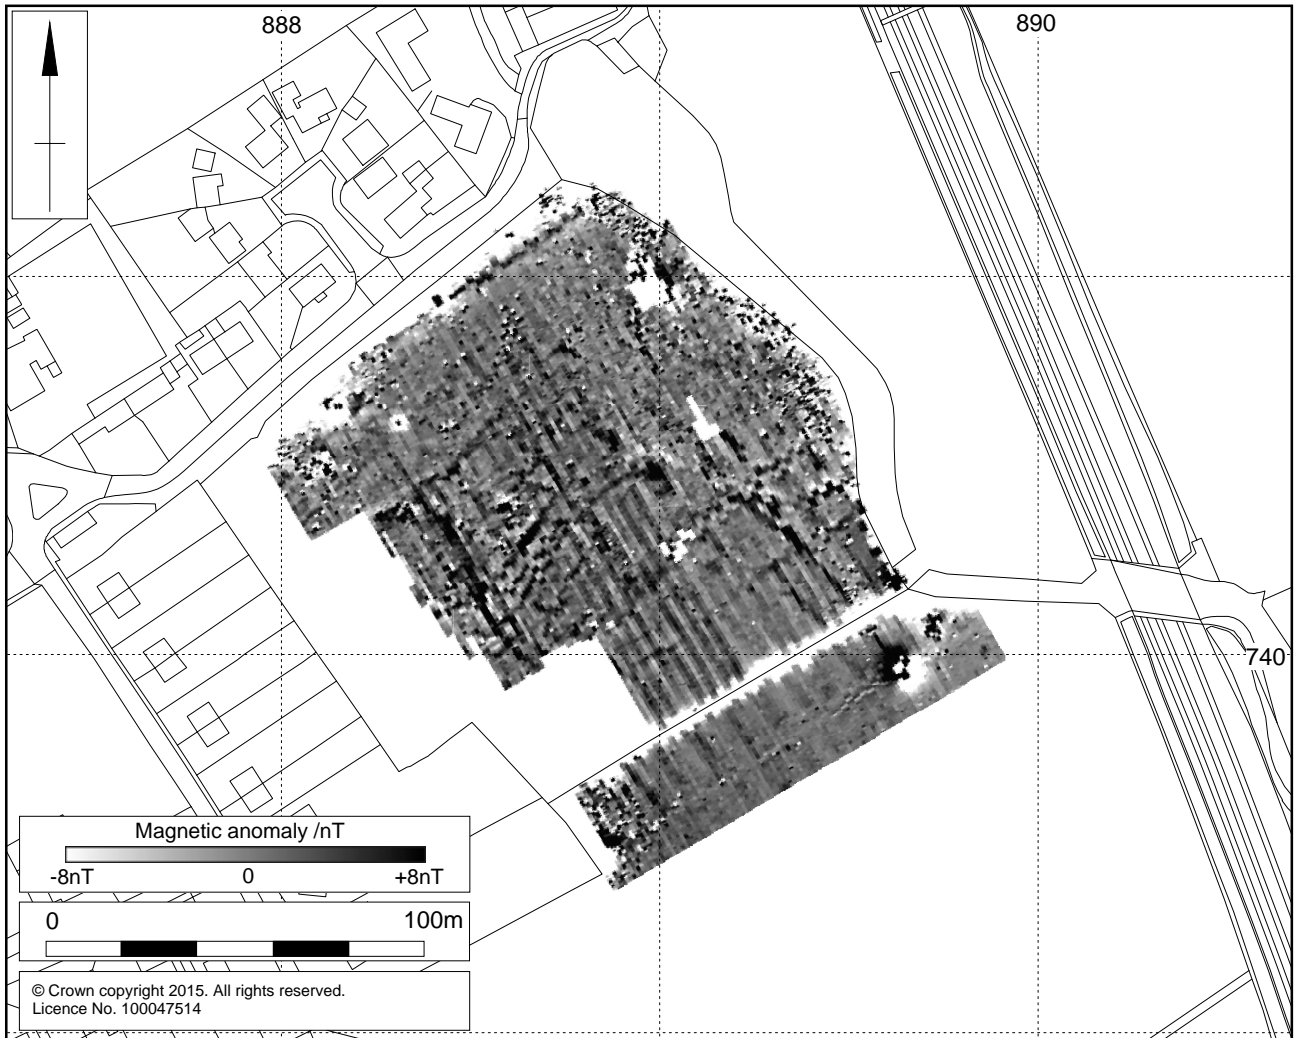 888
890
740
Magnetic anomaly /nT
-8nT 0 +8nT
0 100m
© Crown copyright 2015. All rights reserved.
Licence No. 100047514